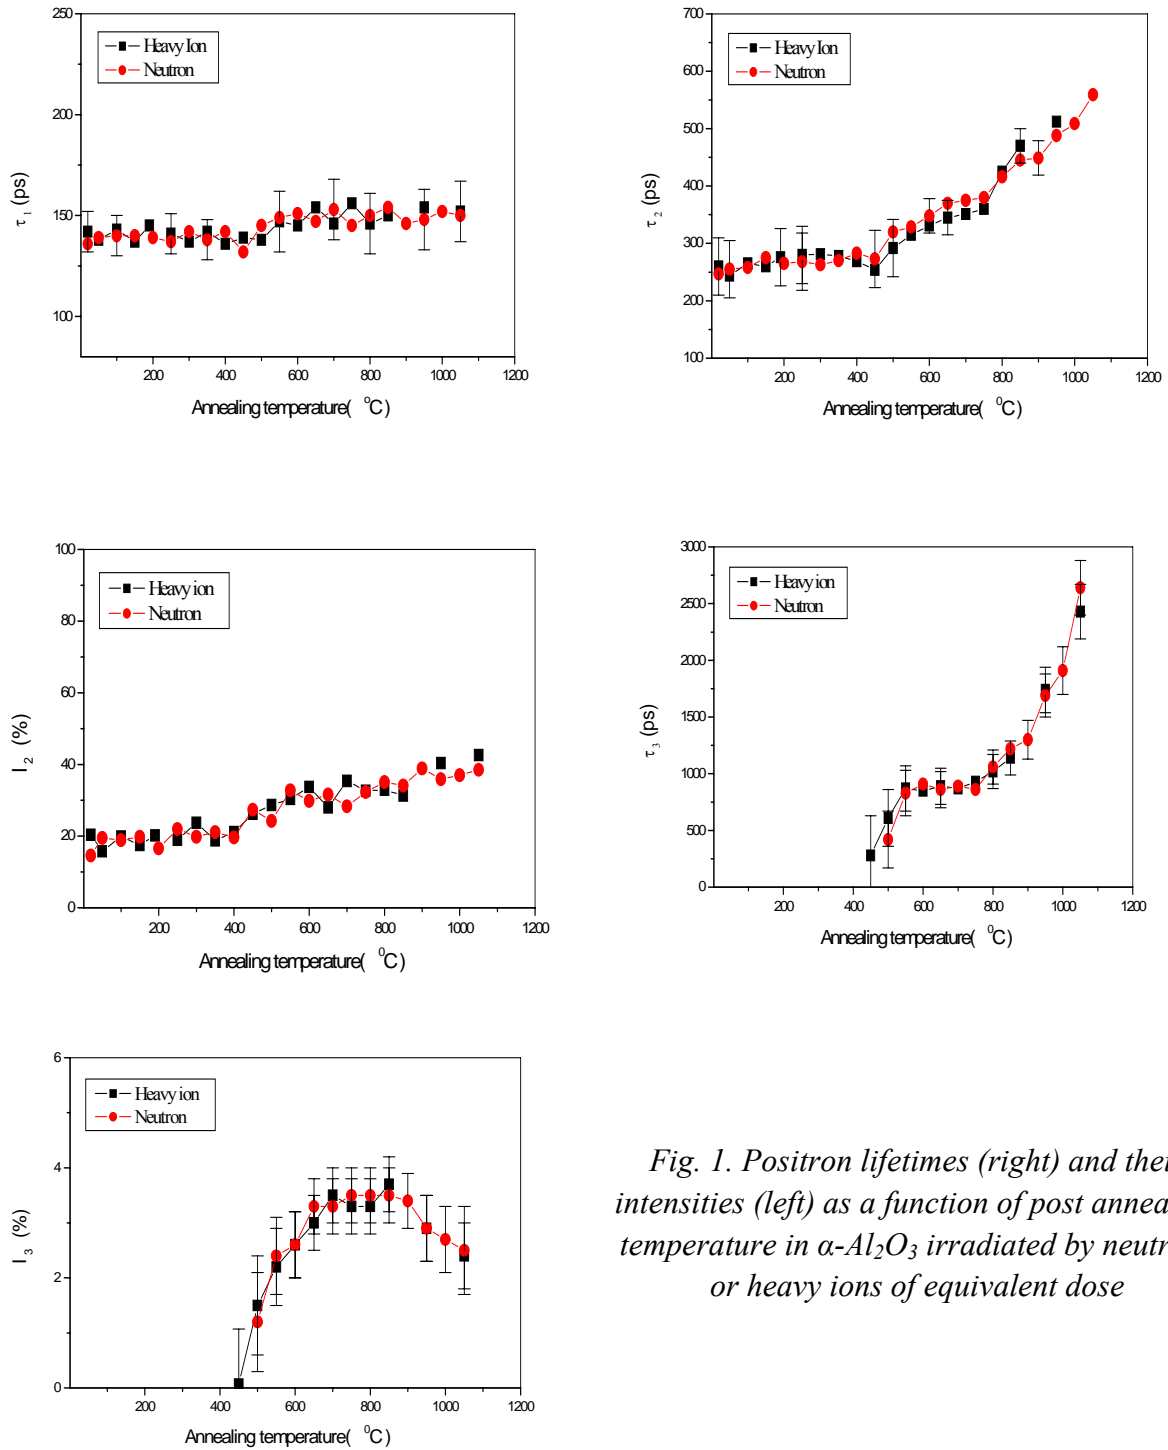 250
200
150
100
τ1 (ps)
Heavy Ion
Neutron
200 400 600 800 1000 1200
Annealing temperature( oC)
700
600
500
400
300
200
100
τ2 (ps)
Heavy Ion
Neutron
200 400 600 800 1000 1200
Annealing temperature( oC)
100
80
60
40
20
0
I2 (%)
Heavy ion
Neutron
200 400 600 800 1000 1200
Annealing temperature( oC)
3000
2500
2000
1500
1000
500
0
τ3 (ps)
Heavy ion
Neutron
200 400 600 800 1000 1200
Annealing temperature( oC)
6
4
2
0
I3 (%)
Heavy ion
Neutron
200 400 600 800 1000 1200
Annealing temperature( oC)
Fig. 1. Positron lifetimes (right) and thei
intensities (left) as a function of post annea
temperature in α-Al2O3 irradiated by neutr
or heavy ions of equivalent dose